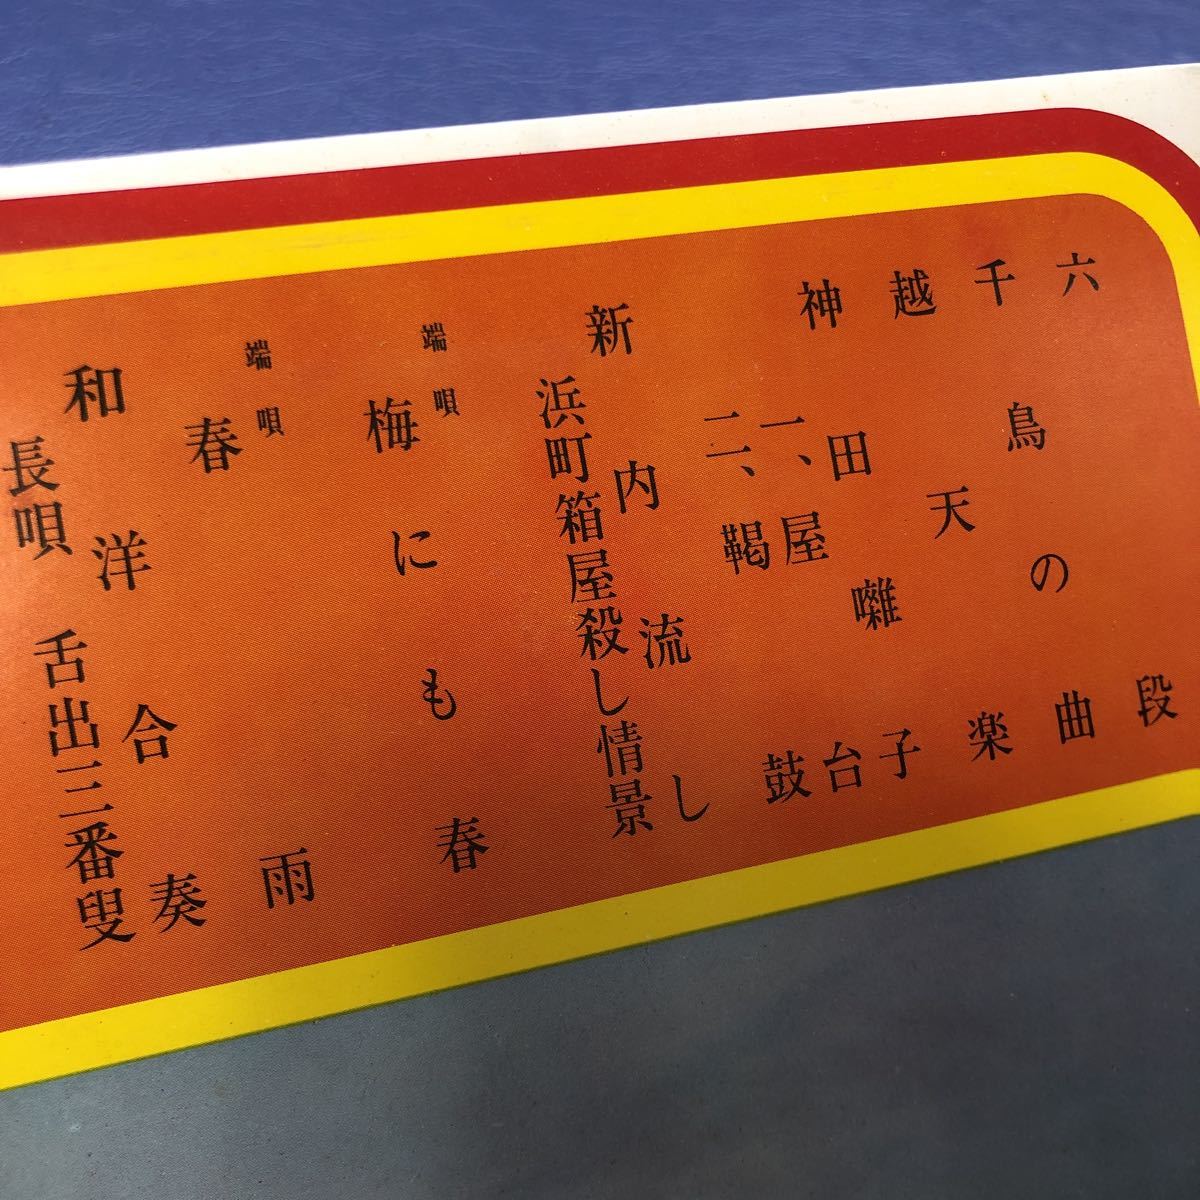 六段
千鳥の曲
越天楽
神田囃子
一、屋台
二、鞨鼓
新内流し
浜町箱屋殺し情景
端唄
梅にも春
端唄
春雨
和洋合奏
長唄 舌出三番叟